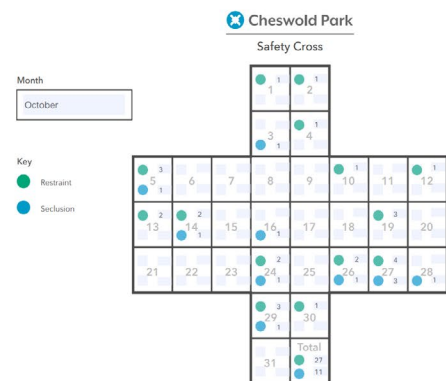 Cheswold Park
Safety Cross
Month
October
Key
Restraint
Seclusion
1 1
1 2
3 1
1 4
3 5 1
6
7
8
9
1 10
11
1 12
2 13
2 14 1
15
16 1
17
18
3 19
20
21
22
23
2 24 1
25
2 26 1
4 27 3
28 1
3 29 1
1 30
31
Total
27
11